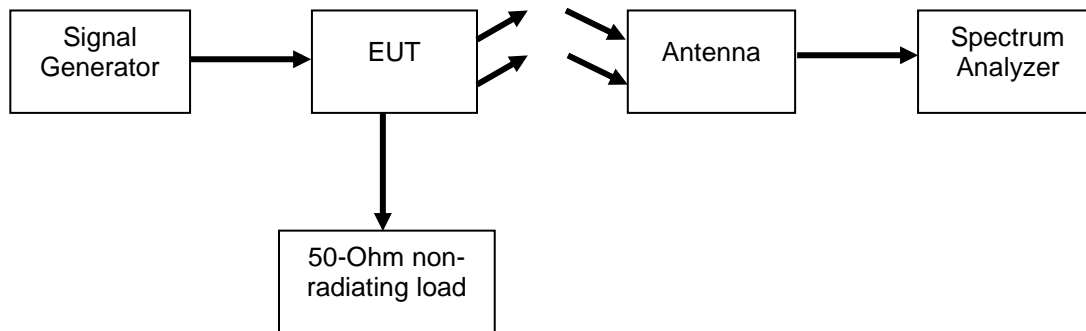 Signal
Generator
EUT
Antenna
Spectrum
Analyzer
50-Ohm non-
radiating load